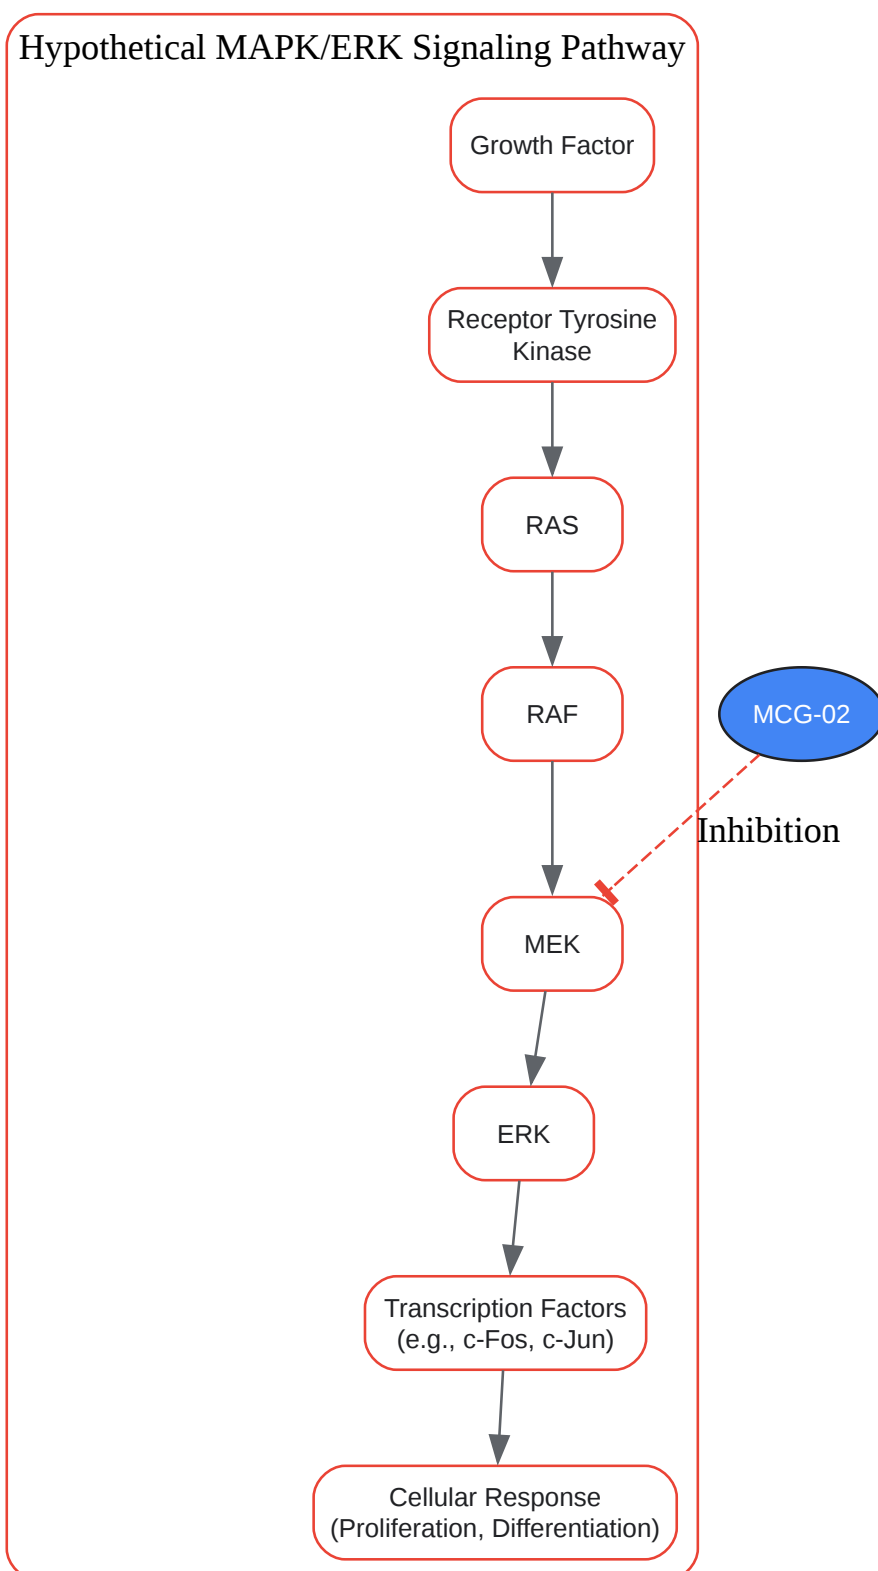 Hypothetical MAPK/ERK Signaling Pathway
Growth Factor
Receptor Tyrosine
Kinase
RAS
RAF
MCG-02
Inhibition
MEK
ERK
Transcription Factors
(e.g., c-Fos, c-Jun)
Cellular Response
(Proliferation, Differentiation)